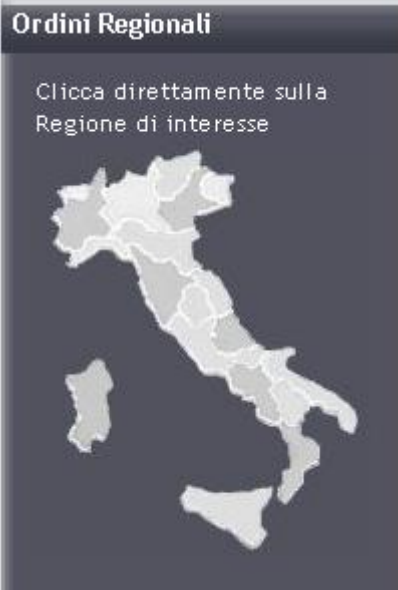 Ordini Regionali
Clicca direttamente sulla
Regione di interesse